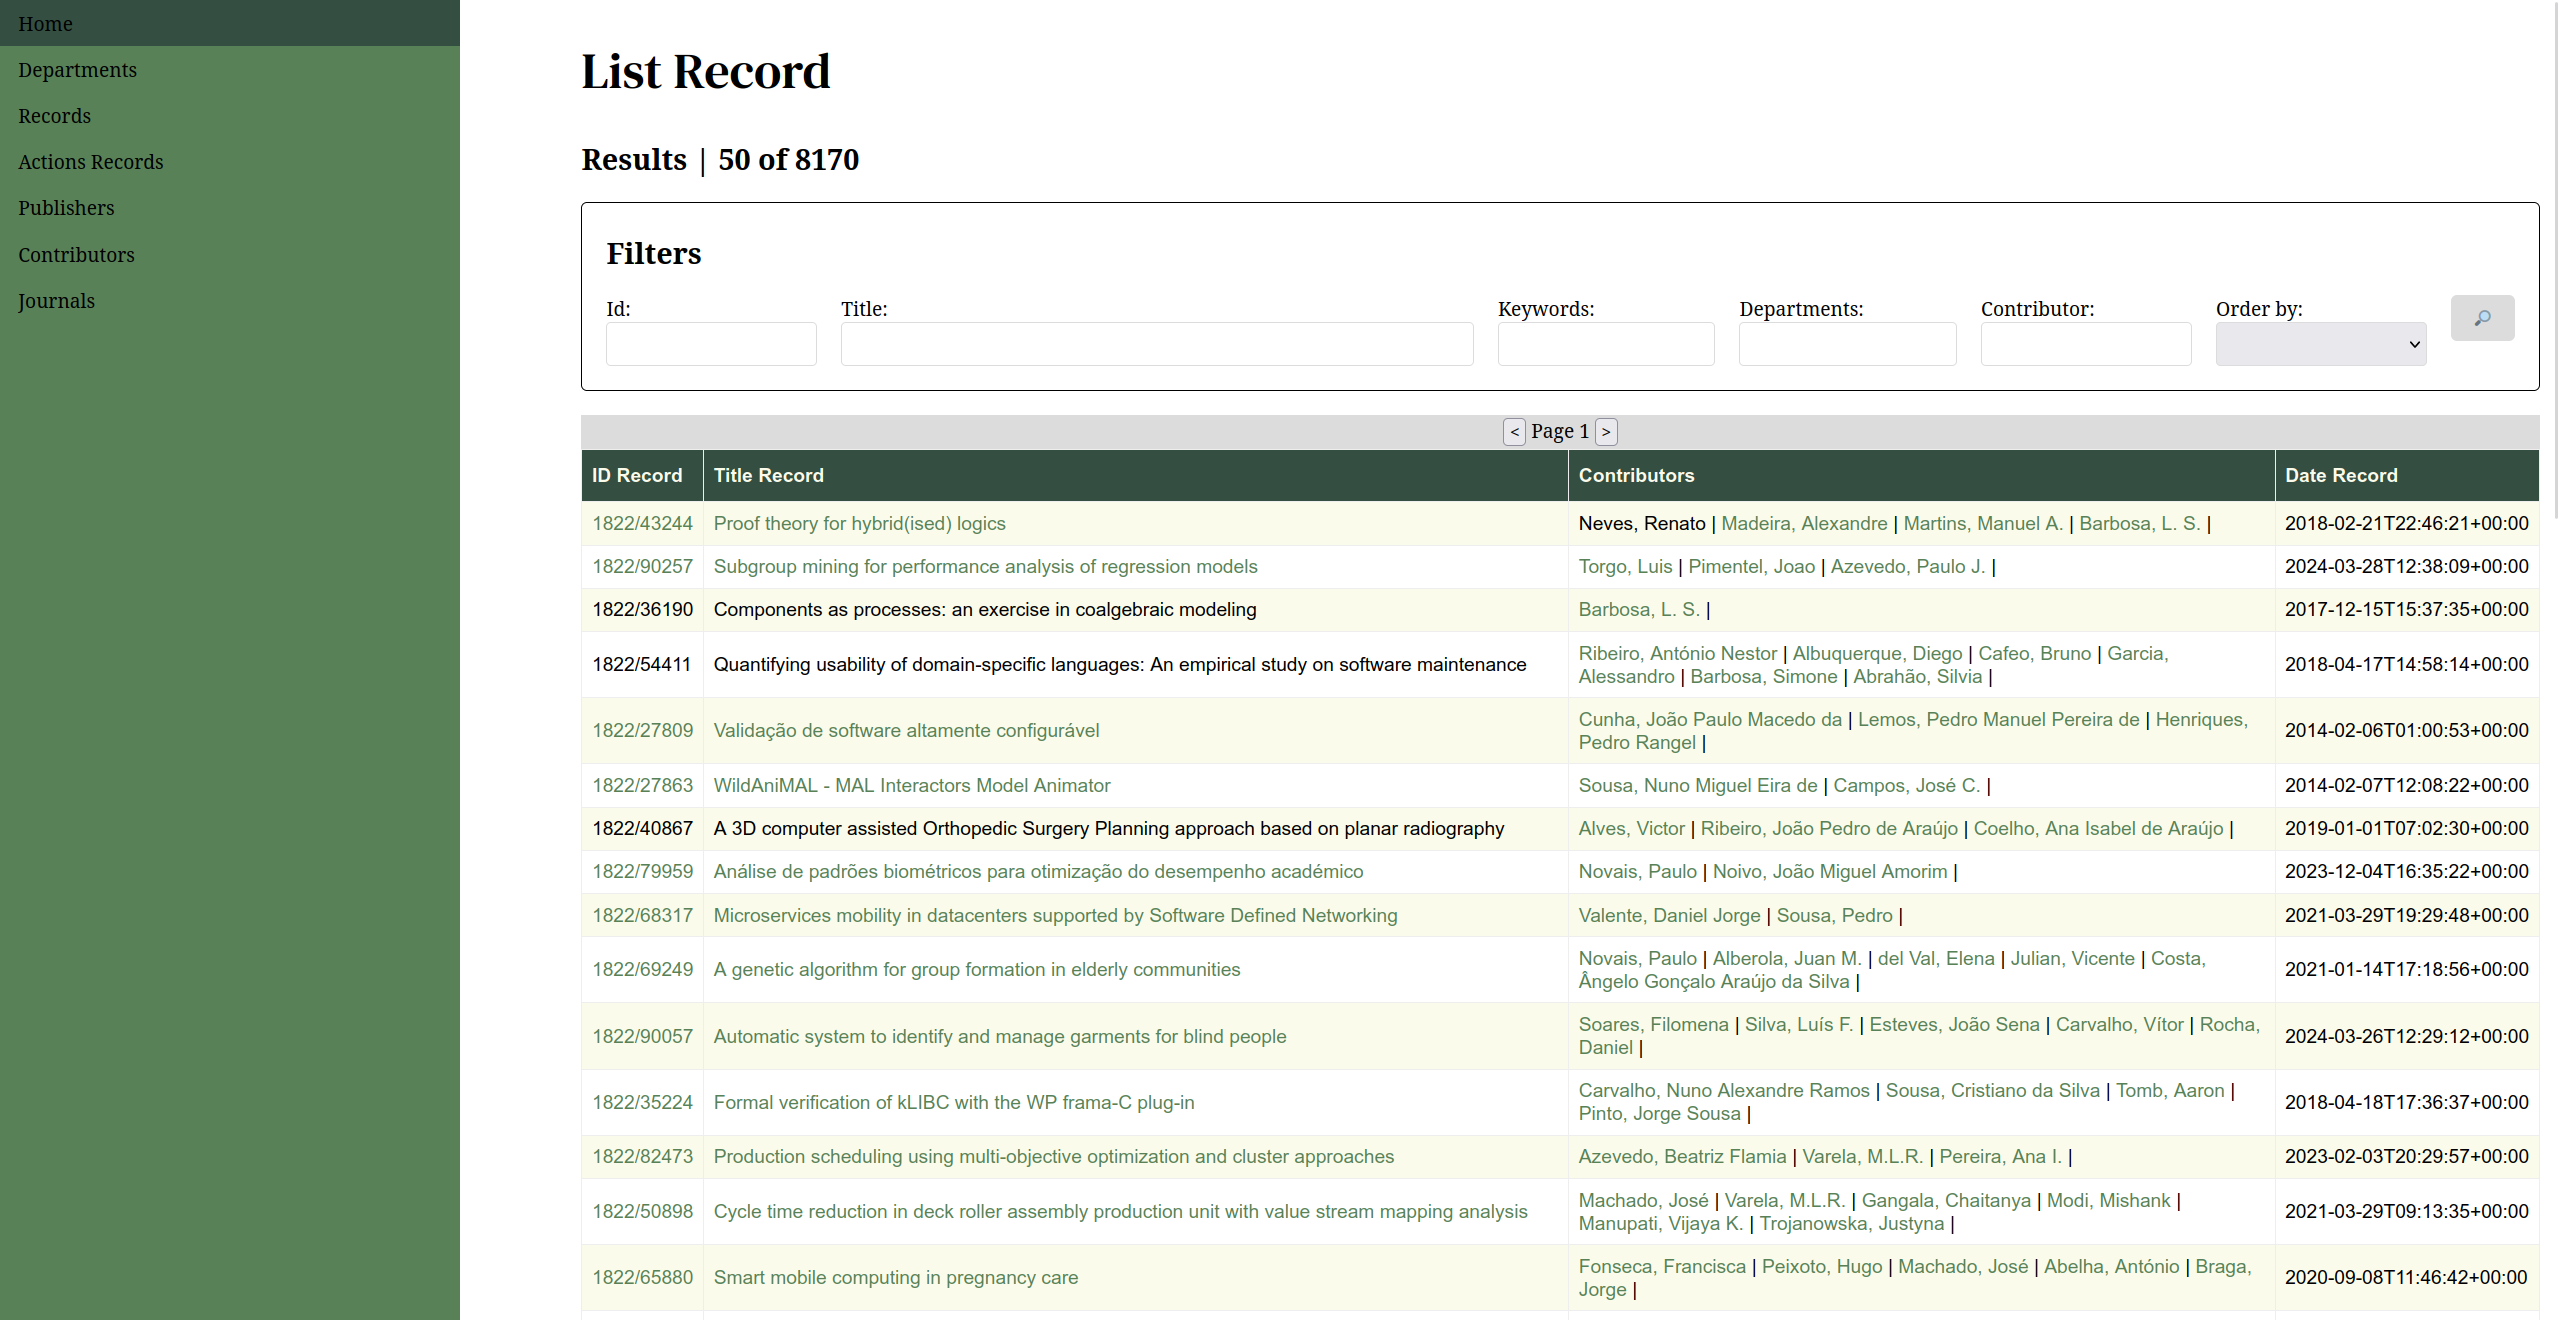 Home
Departments
Records
Actions Records
Publishers
Contributors
Journals
List Record
Results | 50 of 8170
Filters
Id: Title: Keywords: Departments: Contributor: Order by:
< Page 1 >
ID Record Title Record Contributors Date Record
1822/43244 Proof theory for hybrid(ised) logics Neves, Renato | Madeira, Alexandre | Martins, Manuel A. | Barbosa, L. S. | 2018-02-21T22:46:21+00:00
1822/90257 Subgroup mining for performance analysis of regression models Torgo, Luis | Pimentel, Joao | Azevedo, Paulo J. | 2024-03-28T12:38:09+00:00
1822/36190 Components as processes: an exercise in coalgebraic modeling Barbosa, L. S. | 2017-12-15T15:37:35+00:00
1822/54411 Quantifying usability of domain-specific languages: An empirical study on software maintenance Ribeiro, António Nestor | Albuquerque, Diego | Cafeo, Bruno | Garcia,
Alessandro | Barbosa, Simone | Abrahão, Silvia | 2018-04-17T14:58:14+00:00
1822/27809 Validação de software altamente configurável Cunha, João Paulo Macedo da | Lemos, Pedro Manuel Pereira de | Henriques,
Pedro Rangel | 2014-02-06T01:00:53+00:00
1822/27863 WildAniMAL - MAL Interactors Model Animator Sousa, Nuno Miguel Eira de | Campos, José C. | 2014-02-07T12:08:22+00:00
1822/40867 A 3D computer assisted Orthopedic Surgery Planning approach based on planar radiography Alves, Victor | Ribeiro, João Pedro de Araújo | Coelho, Ana Isabel de Araújo | 2019-01-01T07:02:30+00:00
1822/79959 Análise de padrões biométricos para otimização do desempenho académico Novais, Paulo | Noivo, João Miguel Amorim | 2023-12-04T16:35:22+00:00
1822/68317 Microservices mobility in datacenters supported by Software Defined Networking Valente, Daniel Jorge | Sousa, Pedro | 2021-03-29T19:29:48+00:00
1822/69249 A genetic algorithm for group formation in elderly communities Novais, Paulo | Alberola, Juan M. | del Val, Elena | Julian, Vicente | Costa,
Ângelo Gonçalo Araújo da Silva | 2021-01-14T17:18:56+00:00
1822/90057 Automatic system to identify and manage garments for blind people Soares, Filomena | Silva, Luís F. | Esteves, João Sena | Carvalho, Vítor | Rocha,
Daniel | 2024-03-26T12:29:12+00:00
1822/35224 Formal verification of kLIBC with the WP frama-C plug-in Carvalho, Nuno Alexandre Ramos | Sousa, Cristiano da Silva | Tomb, Aaron |
Pinto, Jorge Sousa | 2018-04-18T17:36:37+00:00
1822/82473 Production scheduling using multi-objective optimization and cluster approaches Azevedo, Beatriz Flamia | Varela, M.L.R. | Pereira, Ana I. | 2023-02-03T20:29:57+00:00
1822/50898 Cycle time reduction in deck roller assembly production unit with value stream mapping analysis Machado, José | Varela, M.L.R. | Gangala, Chaitanya | Modi, Mishank |
Manupati, Vijaya K. | Trojanowska, Justyna | 2021-03-29T09:13:35+00:00
1822/65880 Smart mobile computing in pregnancy care Fonseca, Francisca | Peixoto, Hugo | Machado, José | Abelha, António | Braga,
Jorge | 2020-09-08T11:46:42+00:00